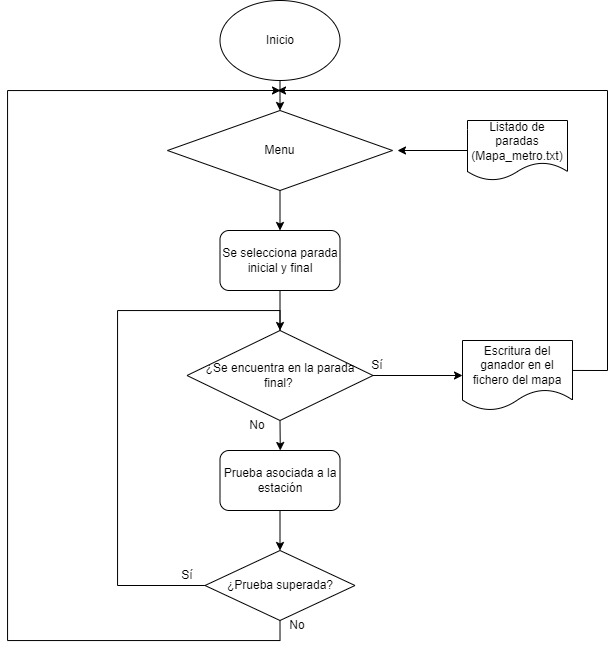 Inicio
Menu
Listado de
paradas
(Mapa_metro.txt)
Se selecciona parada
inicial y final
¿Se encuentra en la parada
final?
Sí
Escritura del
ganador en el
fichero del mapa
No
Prueba asociada a la
estación
Sí
¿Prueba superada?
No